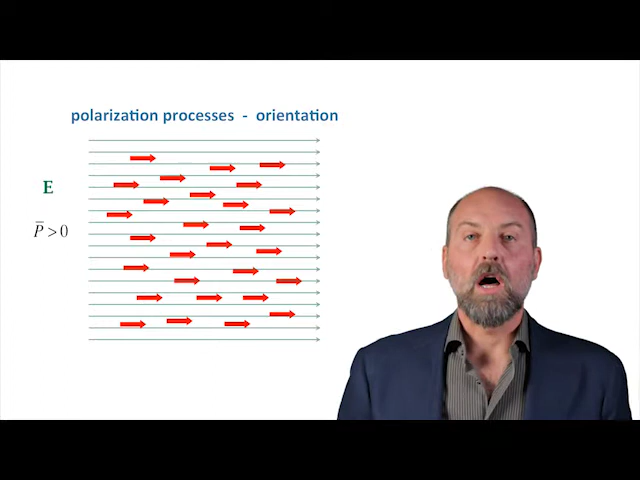 polarization processes - orientation
E
P̅ > 0